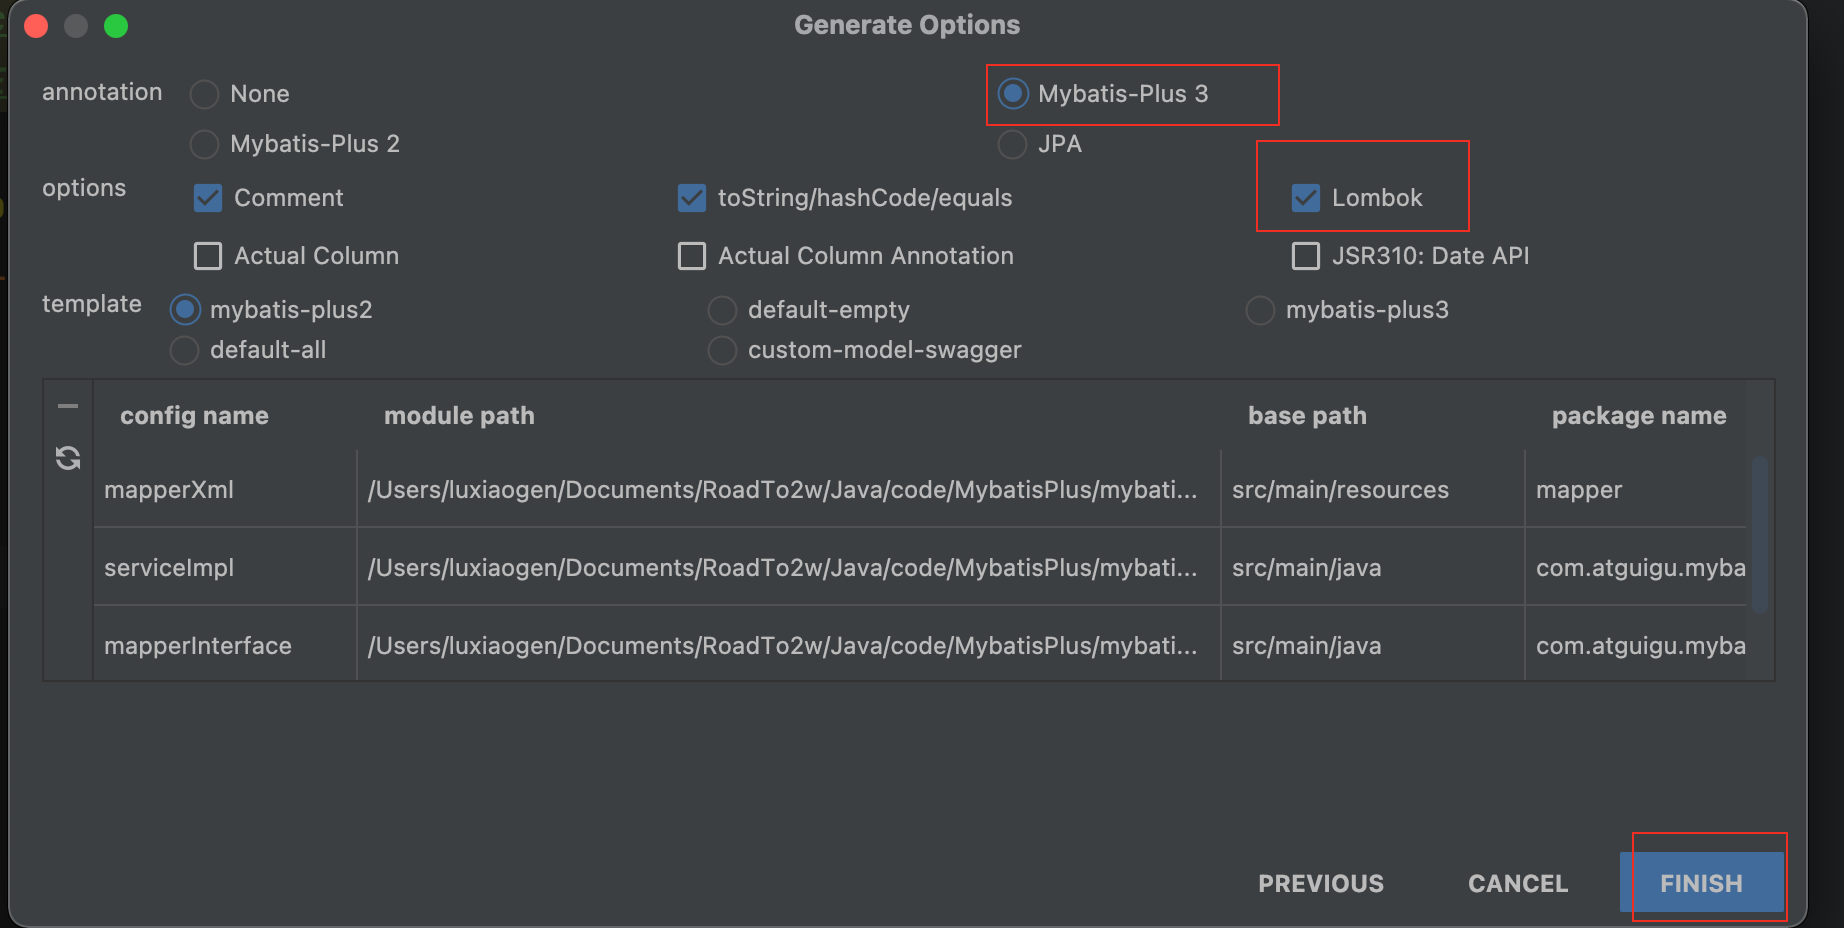 Generate Options
annotation None Mybatis-Plus 3
Mybatis-Plus 2 JPA
options Comment toString/hashCode/equals Lombok
Actual Column Actual Column Annotation JSR310: Date API
template mybatis-plus2 default-empty mybatis-plus3
default-all custom-model-swagger
config name module path base path package name
mapperXml /Users/luxiaogen/Documents/RoadTo2w/Java/code/MybatisPlus/mybati... src/main/resources mapper
serviceImpl /Users/luxiaogen/Documents/RoadTo2w/Java/code/MybatisPlus/mybati... src/main/java com.atguigu.myba
mapperInterface /Users/luxiaogen/Documents/RoadTo2w/Java/code/MybatisPlus/mybati... src/main/java com.atguigu.myba
PREVIOUS CANCEL FINISH